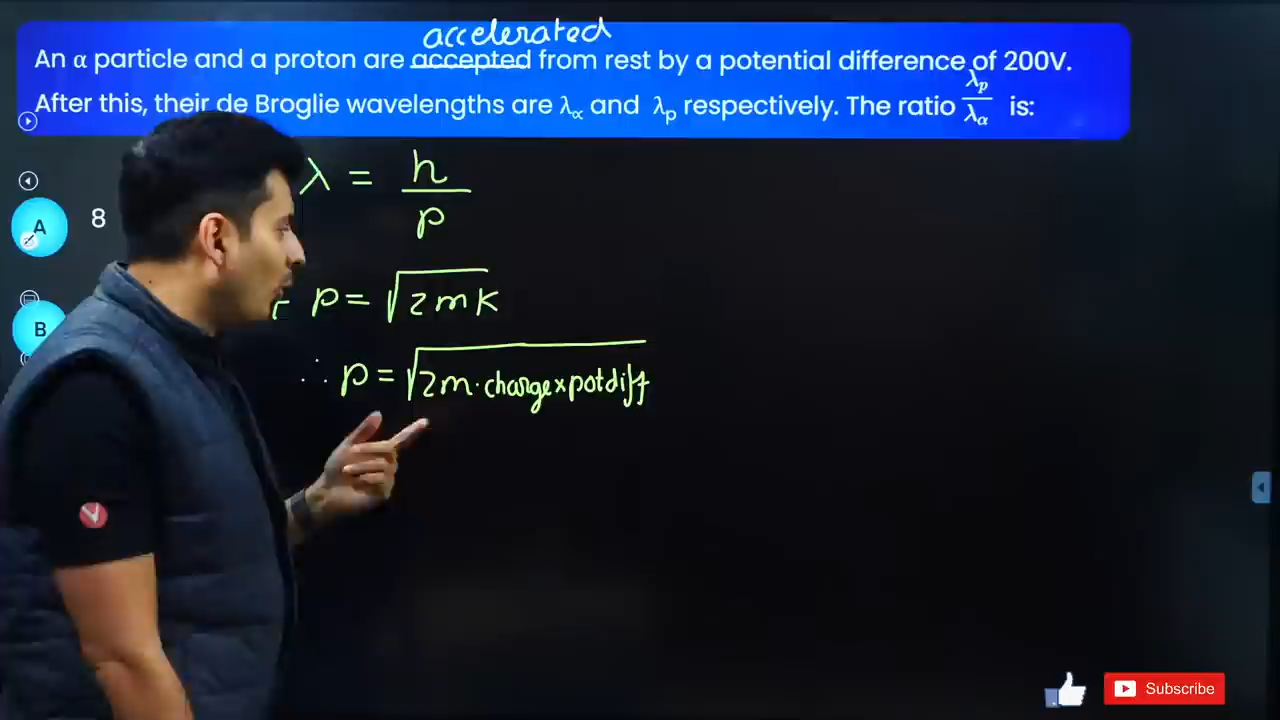 accelerated
An α particle and a proton are accepted from rest by a potential difference of 200V.
After this, their de Broglie wavelengths are λ∝ and λp respectively. The ratio λp/λα is:
λ = h/p
A 8
p = √2mK
B
∴ p = √2m·charge×potdiff
V
Subscribe